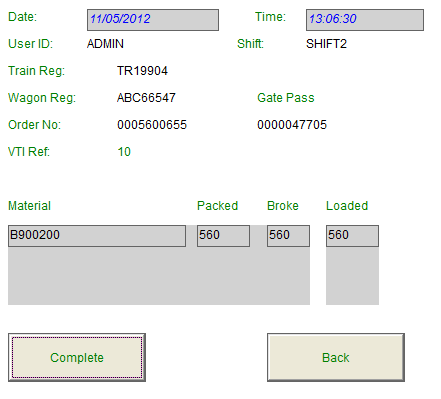 Date: 11/05/2012 Time: 13:06:30
User ID: ADMIN Shift: SHIFT2
Train Reg: TR19904
Wagon Reg: ABC66547 Gate Pass
Order No: 0005600655 0000047705
VTI Ref: 10
Material Packed Broke Loaded
B900200 560 560 560
Complete Back